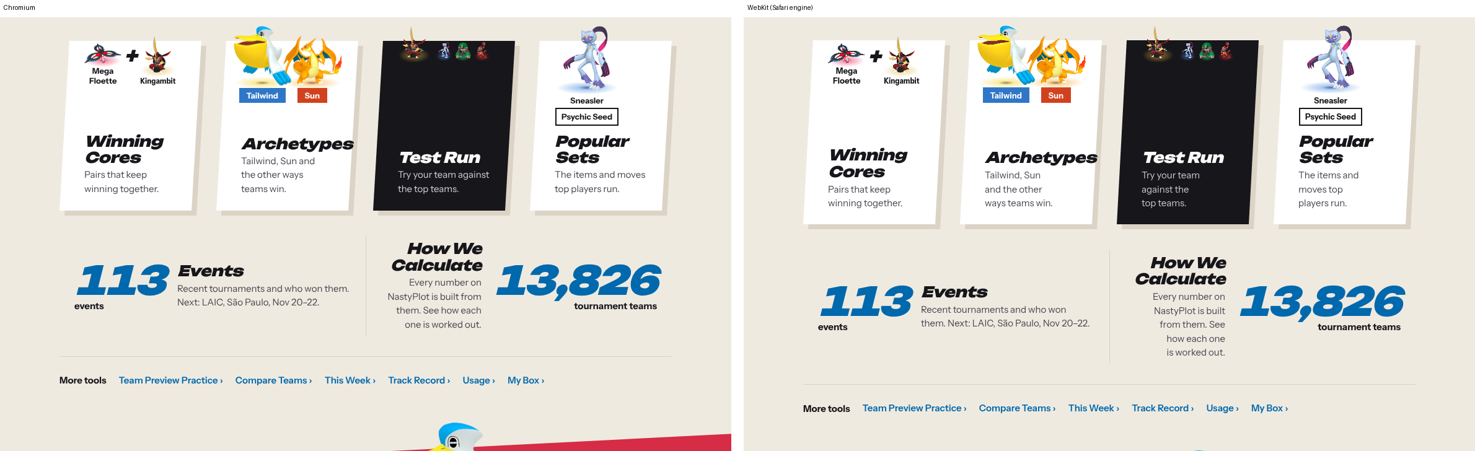 Chromium
Mega
Floette
+
Kingambit
Winning
Cores
Pairs that keep
winning together.
Tailwind
Sun
Archetypes
Tailwind, Sun and
the other ways
teams win.
Test Run
Try your team against
the top teams.
Sneasler
Psychic Seed
Popular
Sets
The items and moves
top players run.
113
events
Events
Recent tournaments and who won them.
Next: LAIC, São Paulo, Nov 20–22.
How We
Calculate
Every number on
NastyPlot is built from
them. See how each
one is worked out.
13,826
tournament teams
More tools Team Preview Practice › Compare Teams › This Week › Track Record › Usage › My Box ›
WebKit (Safari engine)
Mega
Floette
+
Kingambit
Winning
Cores
Pairs that keep
winning together.
Tailwind
Sun
Archetypes
Tailwind, Sun
and the other
ways teams win.
Test Run
Try your team
against the
top teams.
Sneasler
Psychic Seed
Popular
Sets
The items and
moves top
players run.
113
events
Events
Recent tournaments and who won
them. Next: LAIC, São Paulo, Nov 20–22.
How We
Calculate
Every number on
NastyPlot is built
from them. See
how each one
is worked out.
13,826
tournament teams
More tools Team Preview Practice › Compare Teams › This Week › Track Record › Usage › My Box ›